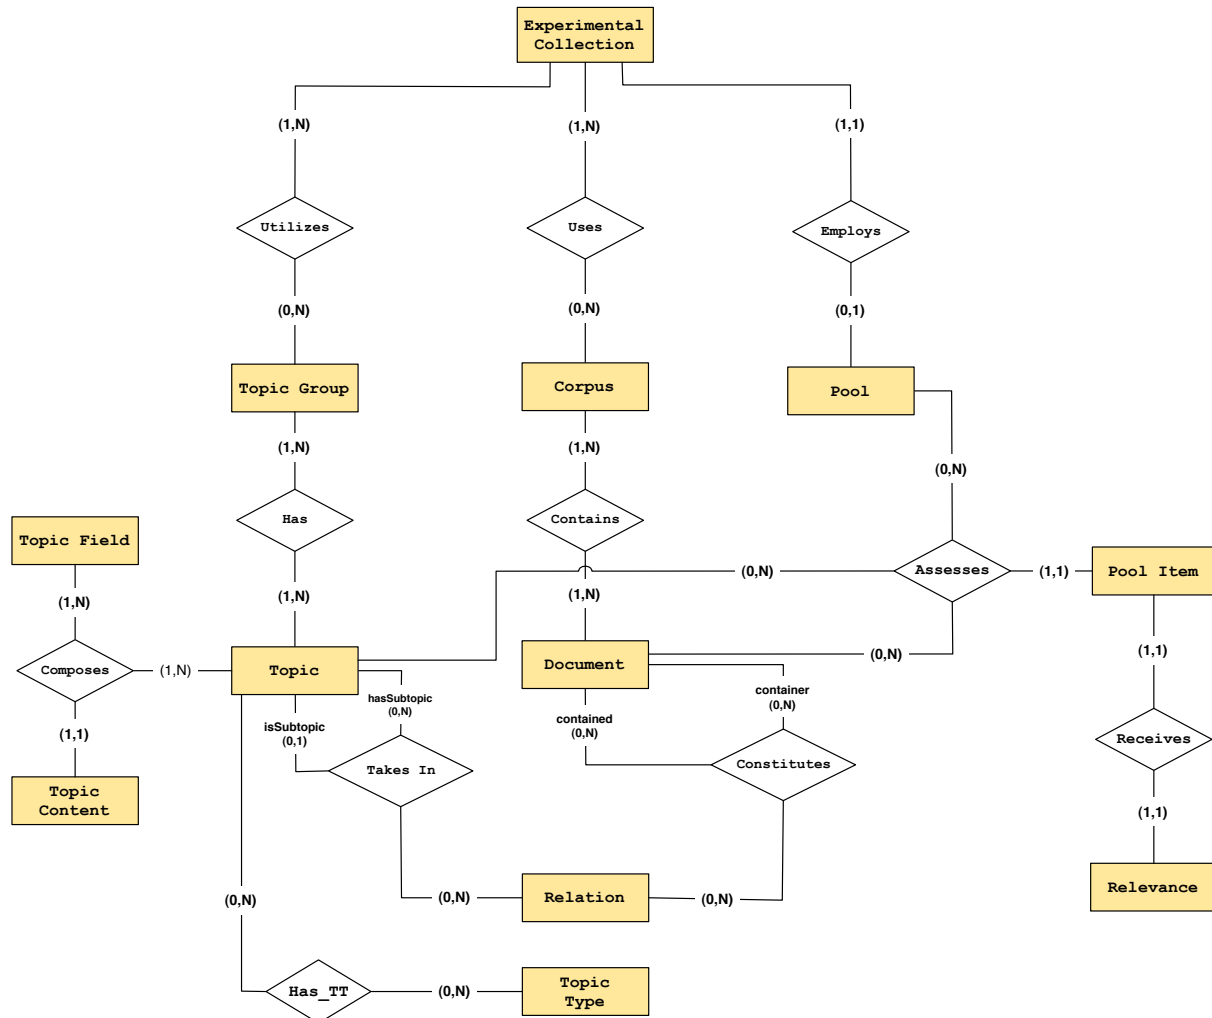 Experimental
Collection
(1,N)
(1,N)
(1,1)
Utilizes
Uses
Employs
(0,N)
(0,N)
(0,1)
Topic Group
Corpus
Pool
(1,N)
(1,N)
(0,N)
Has
Contains
Topic Field
Assesses
(0,N)
(1,1)
Pool Item
(1,N)
(1,N)
(1,N)
Composes
(1,N)
Topic
Document
(0,N)
(1,1)
hasSubtopic
(0,N)
container
(0,N)
isSubtopic
(0,1)
contained
(0,N)
(1,1)
Takes In
Constitutes
Receives
Topic
Content
(1,1)
(0,N)
(0,N)
Relation
(0,N)
Relevance
Has_TT
(0,N)
Topic
Type